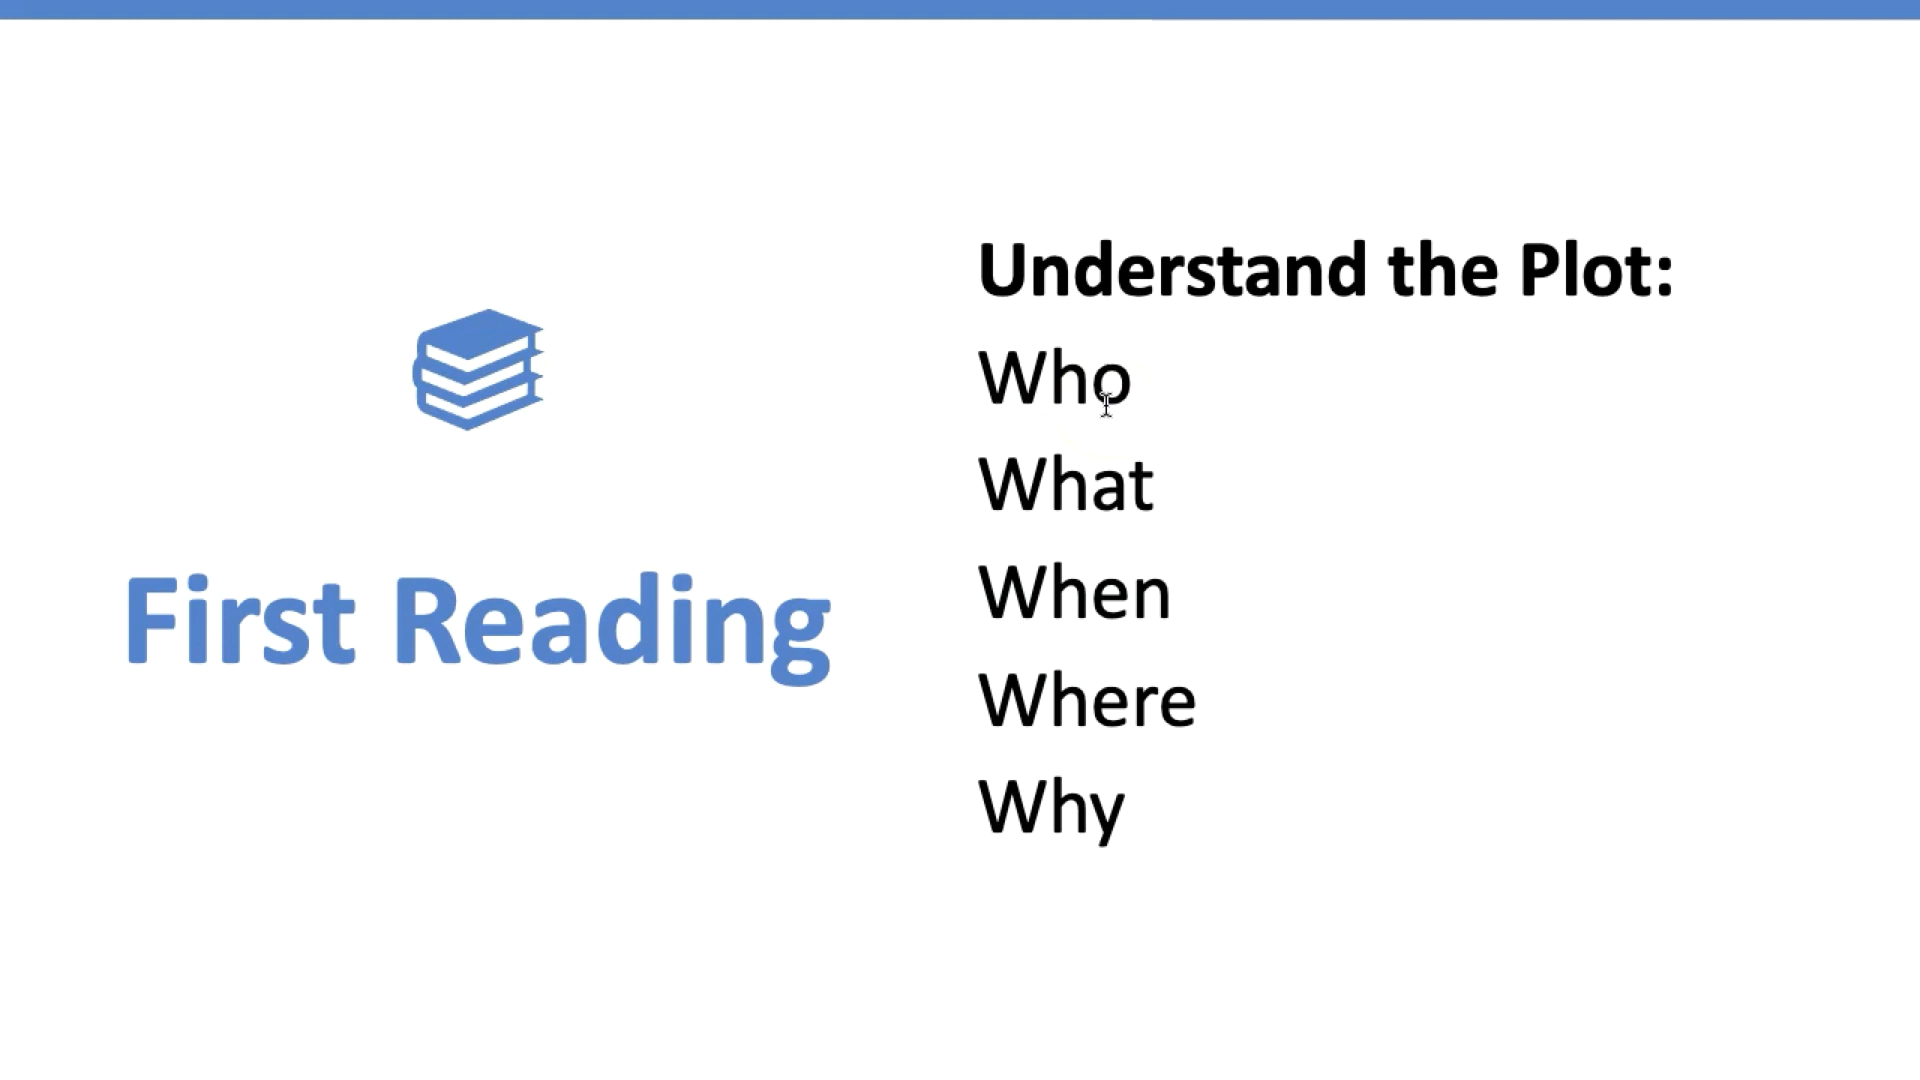 First Reading
Understand the Plot:
Who
What
When
Where
Why